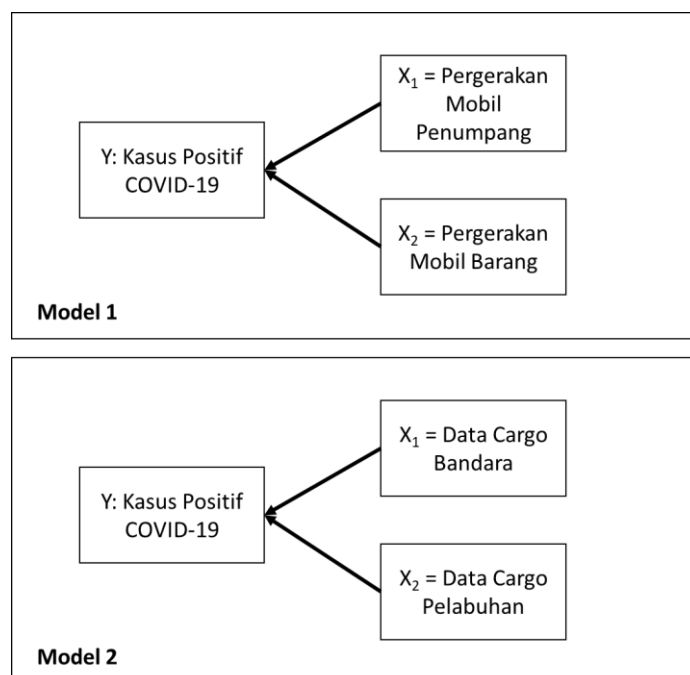 X₁ = Pergerakan
Mobil
Penumpang
Y: Kasus Positif
COVID-19
X₂ = Pergerakan
Mobil Barang
Model 1
X₁ = Data Cargo
Bandara
Y: Kasus Positif
COVID-19
X₂ = Data Cargo
Pelabuhan
Model 2